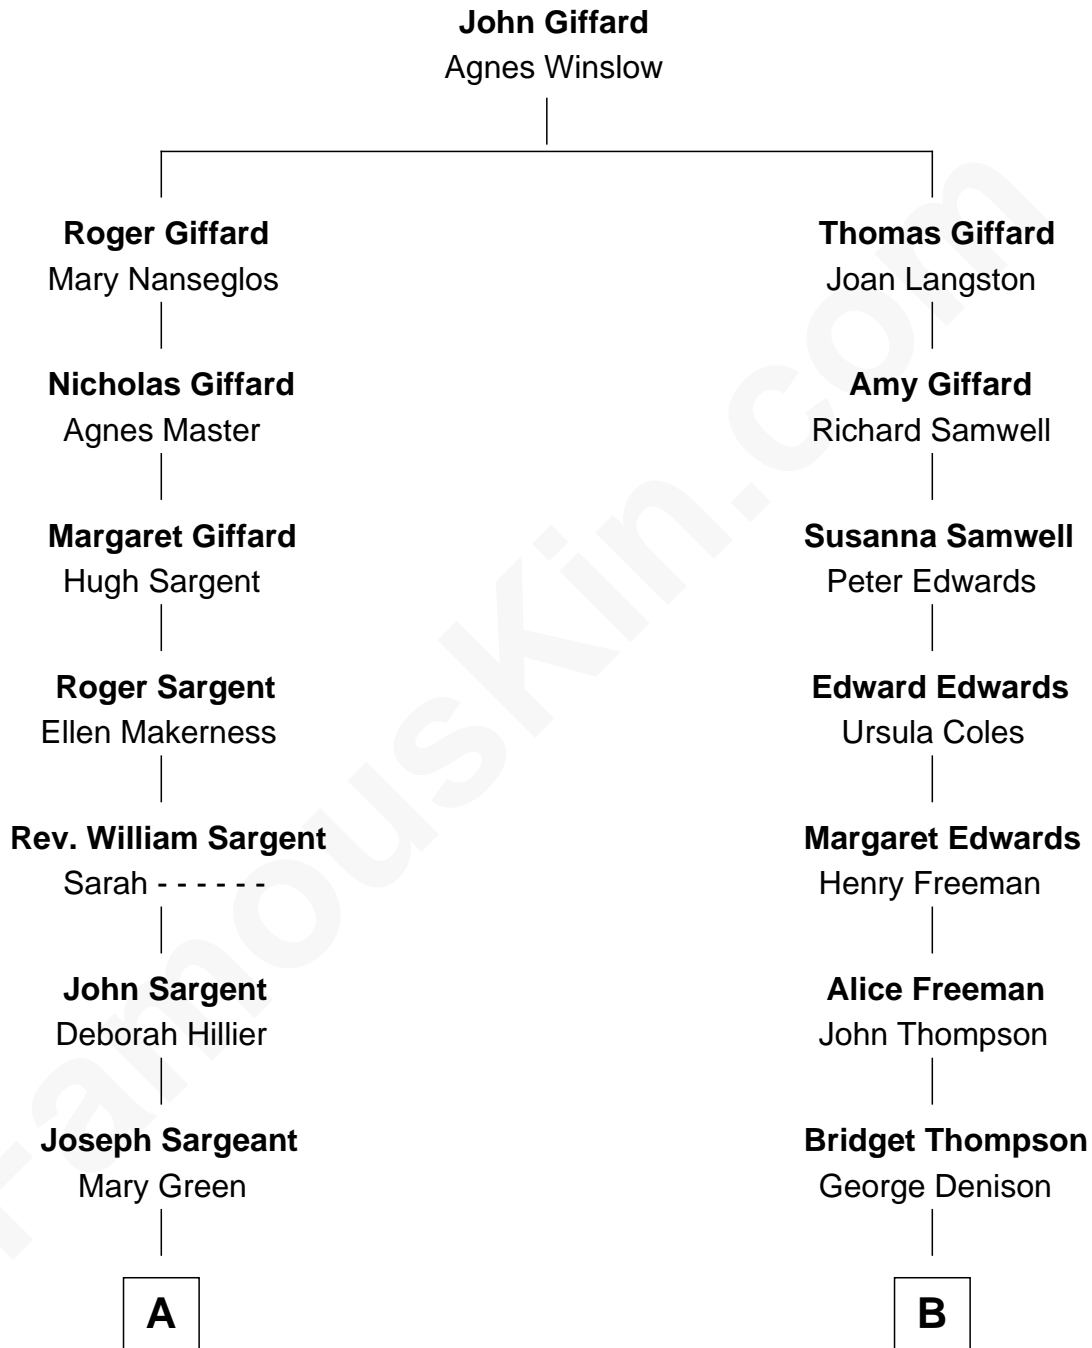 John Giffard
Agnes Winslow
Roger Giffard
Mary Nanseglos
Thomas Giffard
Joan Langston
Nicholas Giffard
Agnes Master
Amy Giffard
Richard Samwell
Margaret Giffard
Hugh Sargent
Susanna Samwell
Peter Edwards
Roger Sargent
Ellen Makerness
Edward Edwards
Ursula Coles
Rev. William Sargent
Sarah - - - - - -
Margaret Edwards
Henry Freeman
John Sargent
Deborah Hillier
Alice Freeman
John Thompson
Joseph Sargeant
Mary Green
Bridget Thompson
George Denison
A
B
FamousKin.com